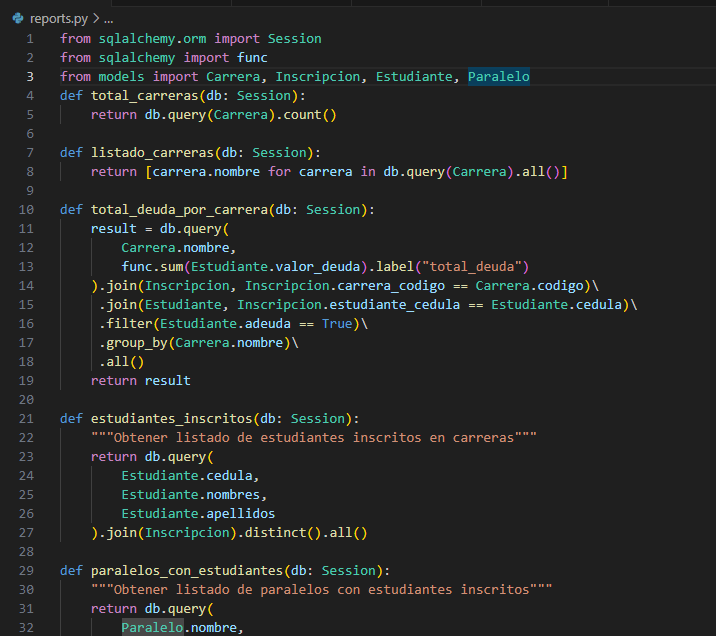 reports.py > ...
1 from sqlalchemy.orm import Session
2 from sqlalchemy import func
3 from models import Carrera, Inscripcion, Estudiante, Paralelo
4 def total_carreras(db: Session):
5     return db.query(Carrera).count()
6
7 def listado_carreras(db: Session):
8     return [carrera.nombre for carrera in db.query(Carrera).all()]
9
10 def total_deuda_por_carrera(db: Session):
11     result = db.query(
12         Carrera.nombre,
13         func.sum(Estudiante.valor_deuda).label("total_deuda")
14     ).join(Inscripcion, Inscripcion.carrera_codigo == Carrera.codigo)\
15      .join(Estudiante, Inscripcion.estudiante_cedula == Estudiante.cedula)\
16      .filter(Estudiante.adeuda == True)\
17      .group_by(Carrera.nombre)\
18      .all()
19     return result
20
21 def estudiantes_inscritos(db: Session):
22     """Obtener listado de estudiantes inscritos en carreras"""
23     return db.query(
24         Estudiante.cedula,
25         Estudiante.nombres,
26         Estudiante.apellidos
27     ).join(Inscripcion).distinct().all()
28
29 def paralelos_con_estudiantes(db: Session):
30     """Obtener listado de paralelos con estudiantes inscritos"""
31     return db.query(
32         Paralelo.nombre,